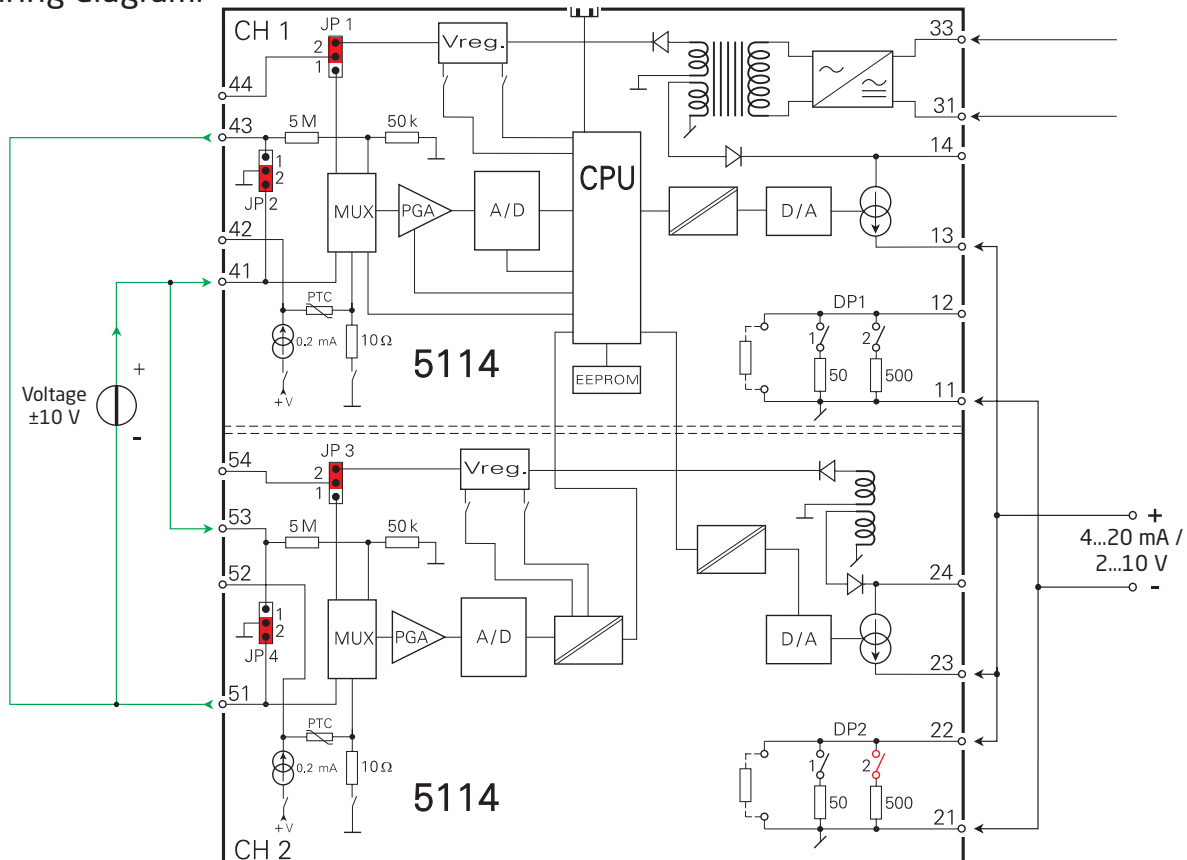 CH 1
JP 1
2
1
Vreg.
33
31
44
43
5 M
50 k
1
2
JP 2
42
41
MUX
PGA
A/D
CPU
D/A
14
13
PTC
0.2 mA
10 Ω
+V
5114
EEPROM
DP1
12
1
2
50
500
11
Voltage
±10 V
+
-
54
JP 3
2
1
Vreg.
53
5 M
50 k
52
1
2
JP 4
51
MUX
PGA
A/D
D/A
24
23
+
4...20 mA /
2...10 V
-
PTC
0.2 mA
10 Ω
+V
5114
DP2
22
1
2
50
500
21
CH 2